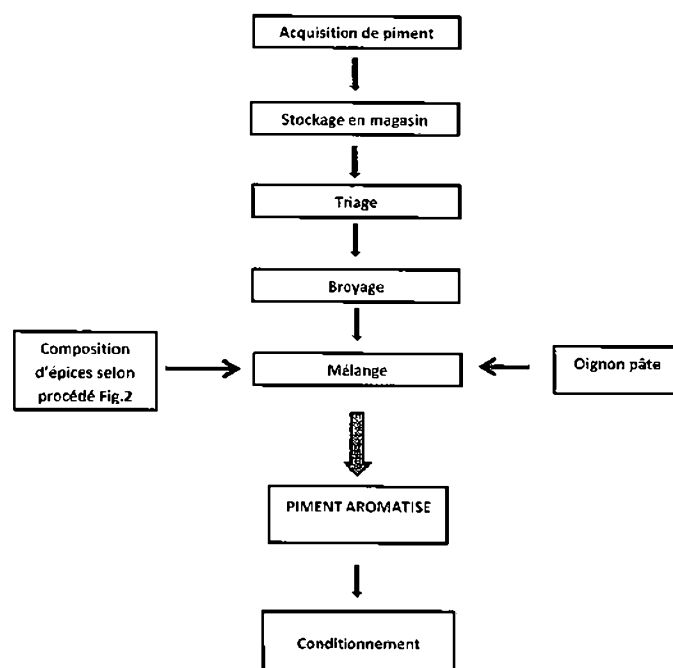 Acquisition de piment
Stockage en magasin
Triage
Broyage
Composition
d'épices selon
procédé Fig.2
Mélange
Oignon pâte
PIMENT AROMATISE
Conditionnement